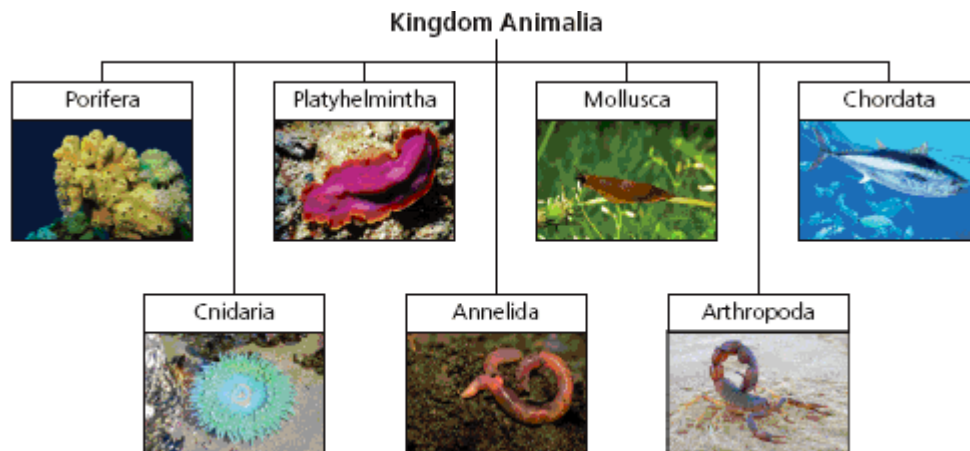 Kingdom Animalia
Porifera
Platyhelmintha
Mollusca
Chordata
Cnidaria
Annelida
Arthropoda